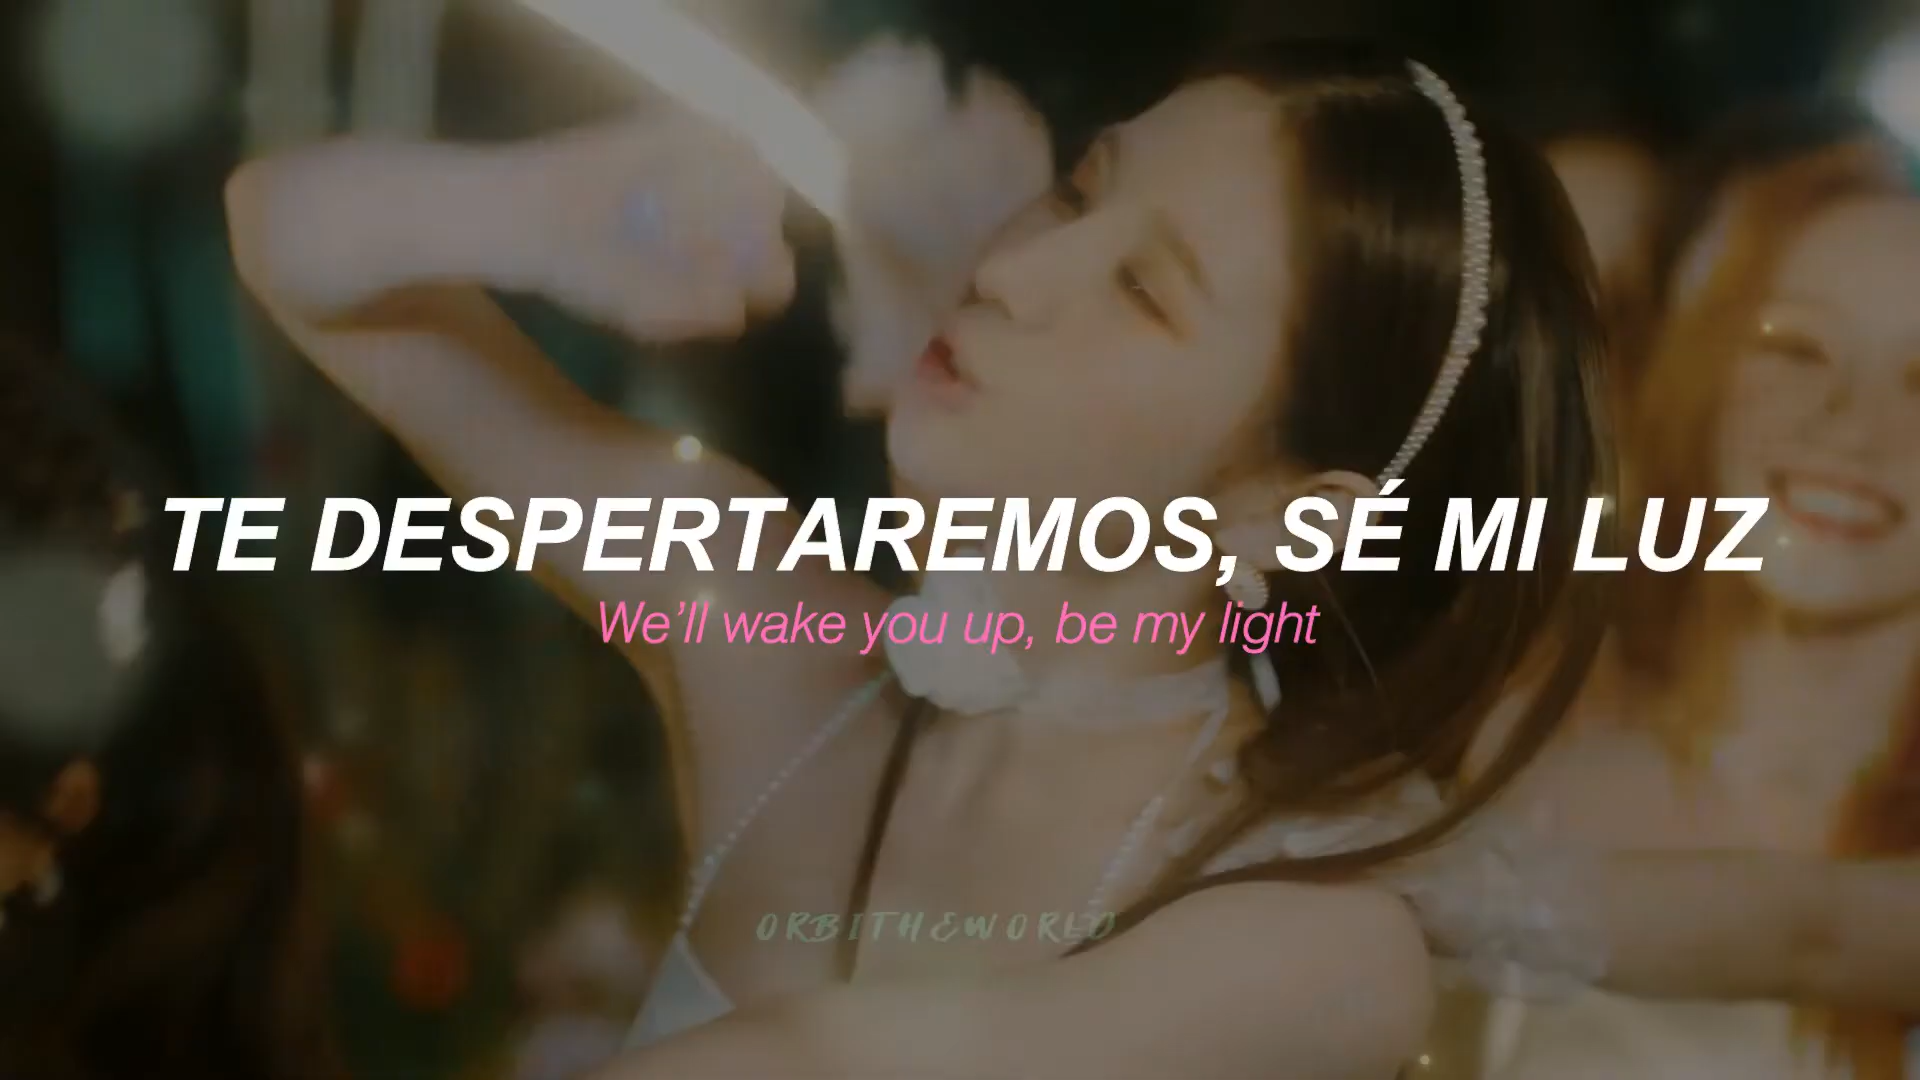 TE DESPERTAREMOS, SÉ MI LUZ
We'll wake you up, be my light
ORBITHEWORLD